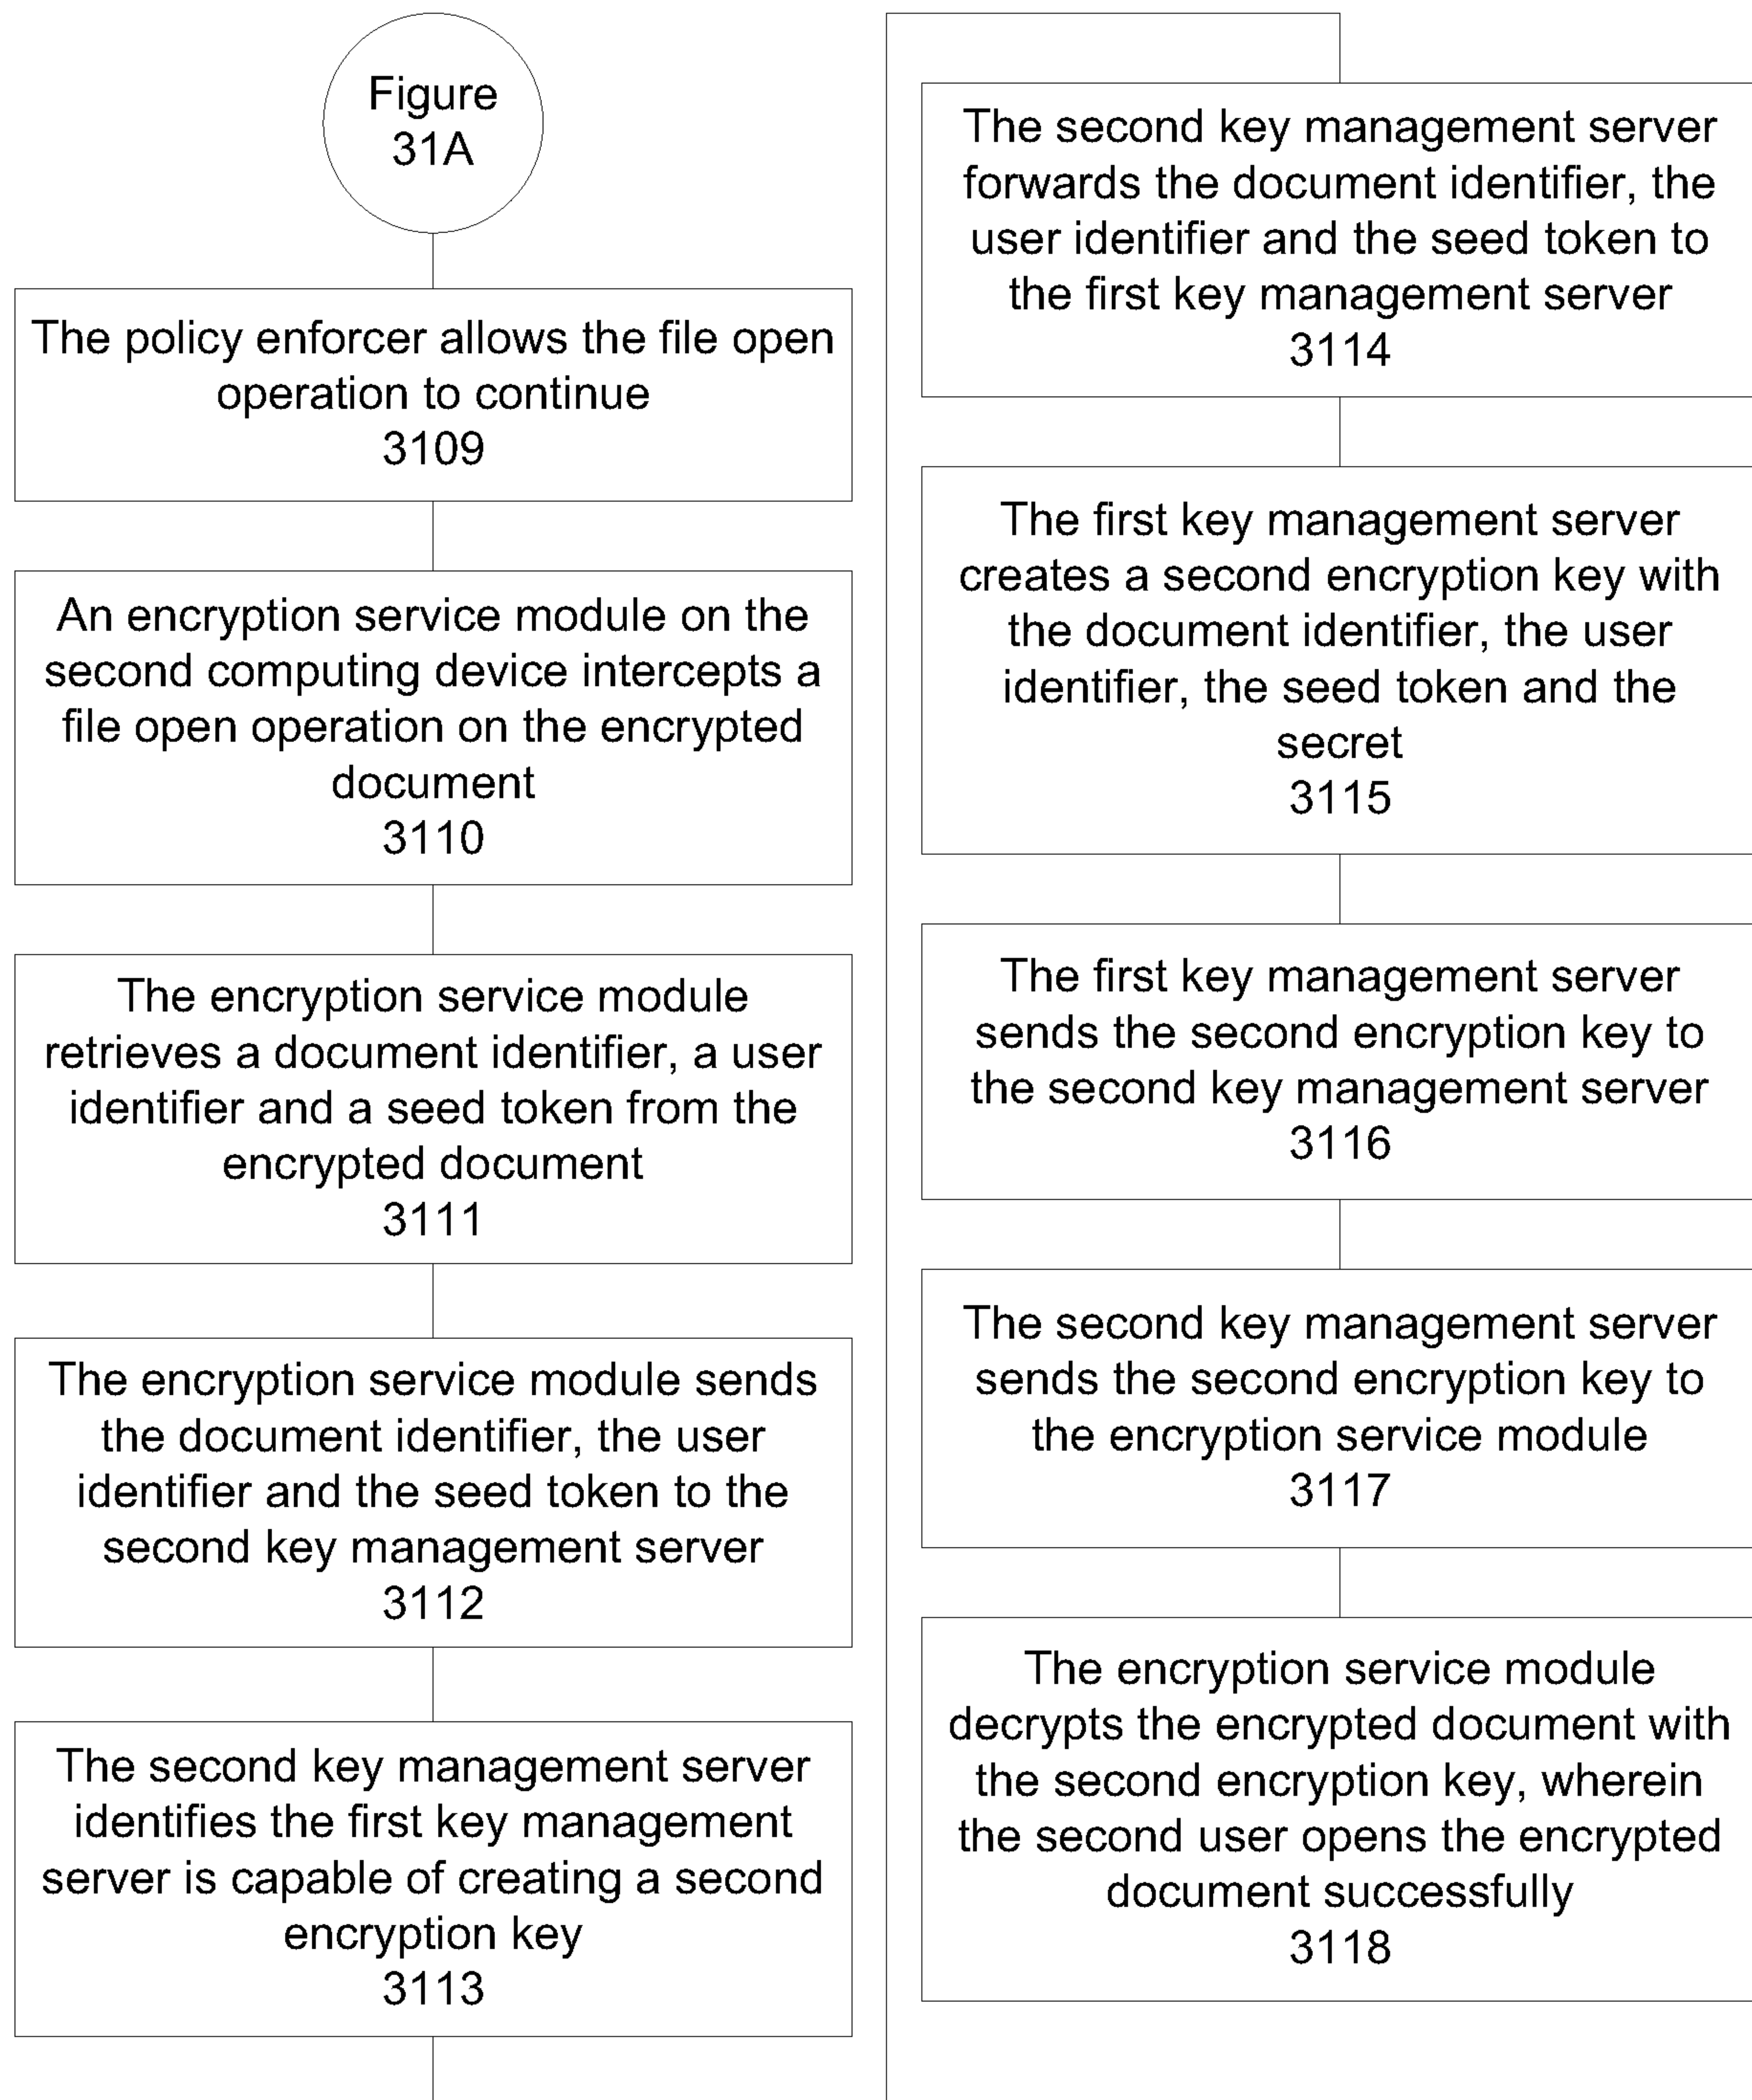 Figure
31A
The policy enforcer allows the file open
operation to continue
3109
An encryption service module on the
second computing device intercepts a
file open operation on the encrypted
document
3110
The encryption service module
retrieves a document identifier, a user
identifier and a seed token from the
encrypted document
3111
The encryption service module sends
the document identifier, the user
identifier and the seed token to the
second key management server
3112
The second key management server
identifies the first key management
server is capable of creating a second
encryption key
3113
The second key management server
forwards the document identifier, the
user identifier and the seed token to
the first key management server
3114
The first key management server
creates a second encryption key with
the document identifier, the user
identifier, the seed token and the
secret
3115
The first key management server
sends the second encryption key to
the second key management server
3116
The second key management server
sends the second encryption key to
the encryption service module
3117
The encryption service module
decrypts the encrypted document with
the second encryption key, wherein
the second user opens the encrypted
document successfully
3118